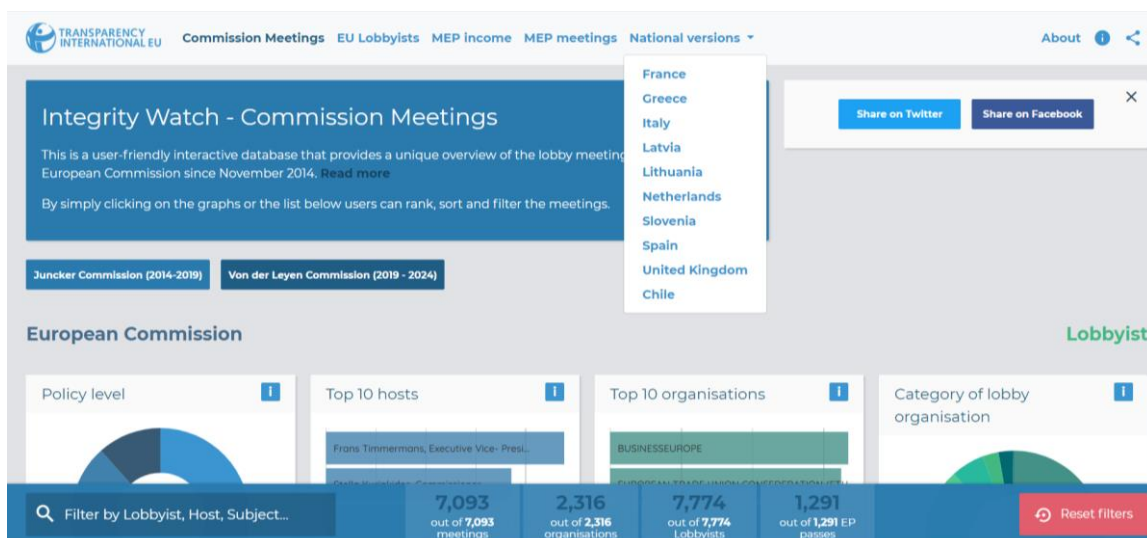 TRANSPARENCY
INTERNATIONAL EU
Commission Meetings EU Lobbyists MEP income MEP meetings National versions
About
France
Greece
Italy
Latvia
Lithuania
Netherlands
Slovenia
Spain
United Kingdom
Chile
Share on Twitter
Share on Facebook
Integrity Watch - Commission Meetings
This is a user-friendly interactive database that provides a unique overview of the lobby meeting
European Commission since November 2014. Read more
By simply clicking on the graphs or the list below users can rank, sort and filter the meetings.
Juncker Commission (2014-2019)
Von der Leyen Commission (2019 - 2024)
European Commission
Lobbyist
Policy level
Top 10 hosts
Frans Timmermans, Executive Vice- Presi...
Top 10 organisations
BUSINESSEUROPE
Category of lobby
organisation
Filter by Lobbyist, Host, Subject...
7,093
out of 7,093
meetings
2,316
out of 2,316
organisations
7,774
out of 7,774
Lobbyists
1,291
out of 1,291 EP
passes
Reset filters